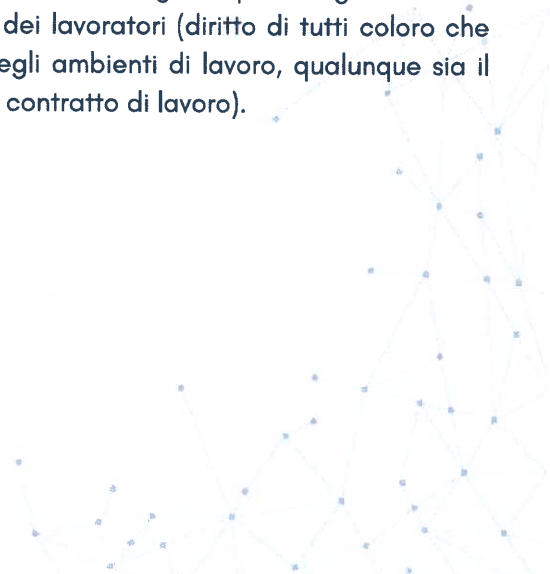 dei lavoratori (diritto di tutti coloro che
egli ambienti di lavoro, qualunque sia il
contratto di lavoro).